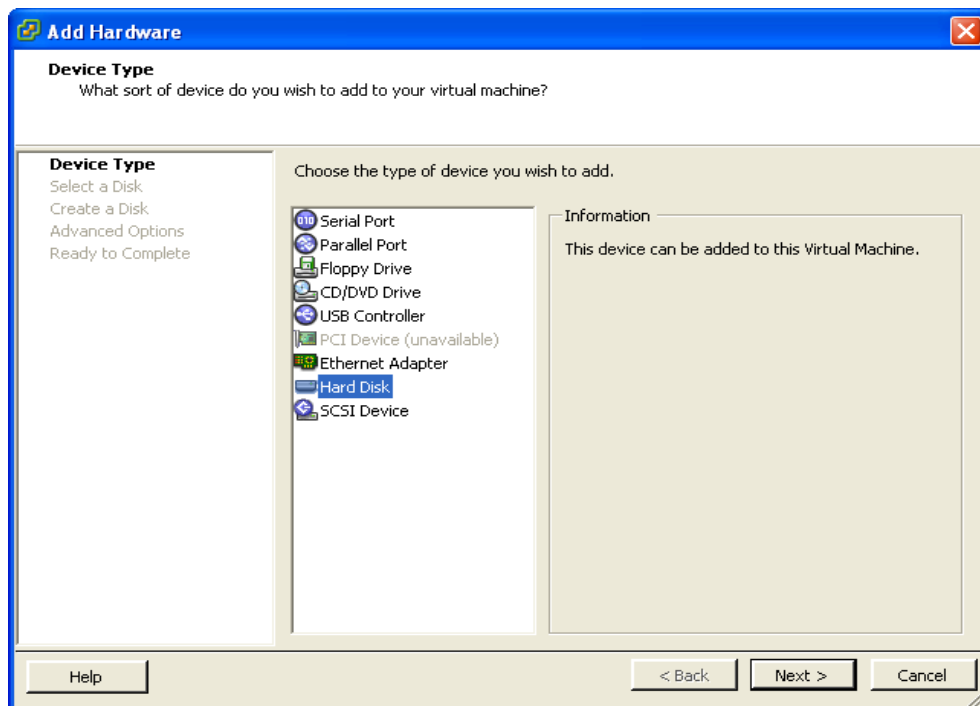 Add Hardware
Device Type
What sort of device do you wish to add to your virtual machine?
Device Type
Select a Disk
Create a Disk
Advanced Options
Ready to Complete
Choose the type of device you wish to add.
Serial Port
Parallel Port
Floppy Drive
CD/DVD Drive
USB Controller
PCI Device (unavailable)
Ethernet Adapter
Hard Disk
SCSI Device
Information
This device can be added to this Virtual Machine.
Help
< Back
Next >
Cancel